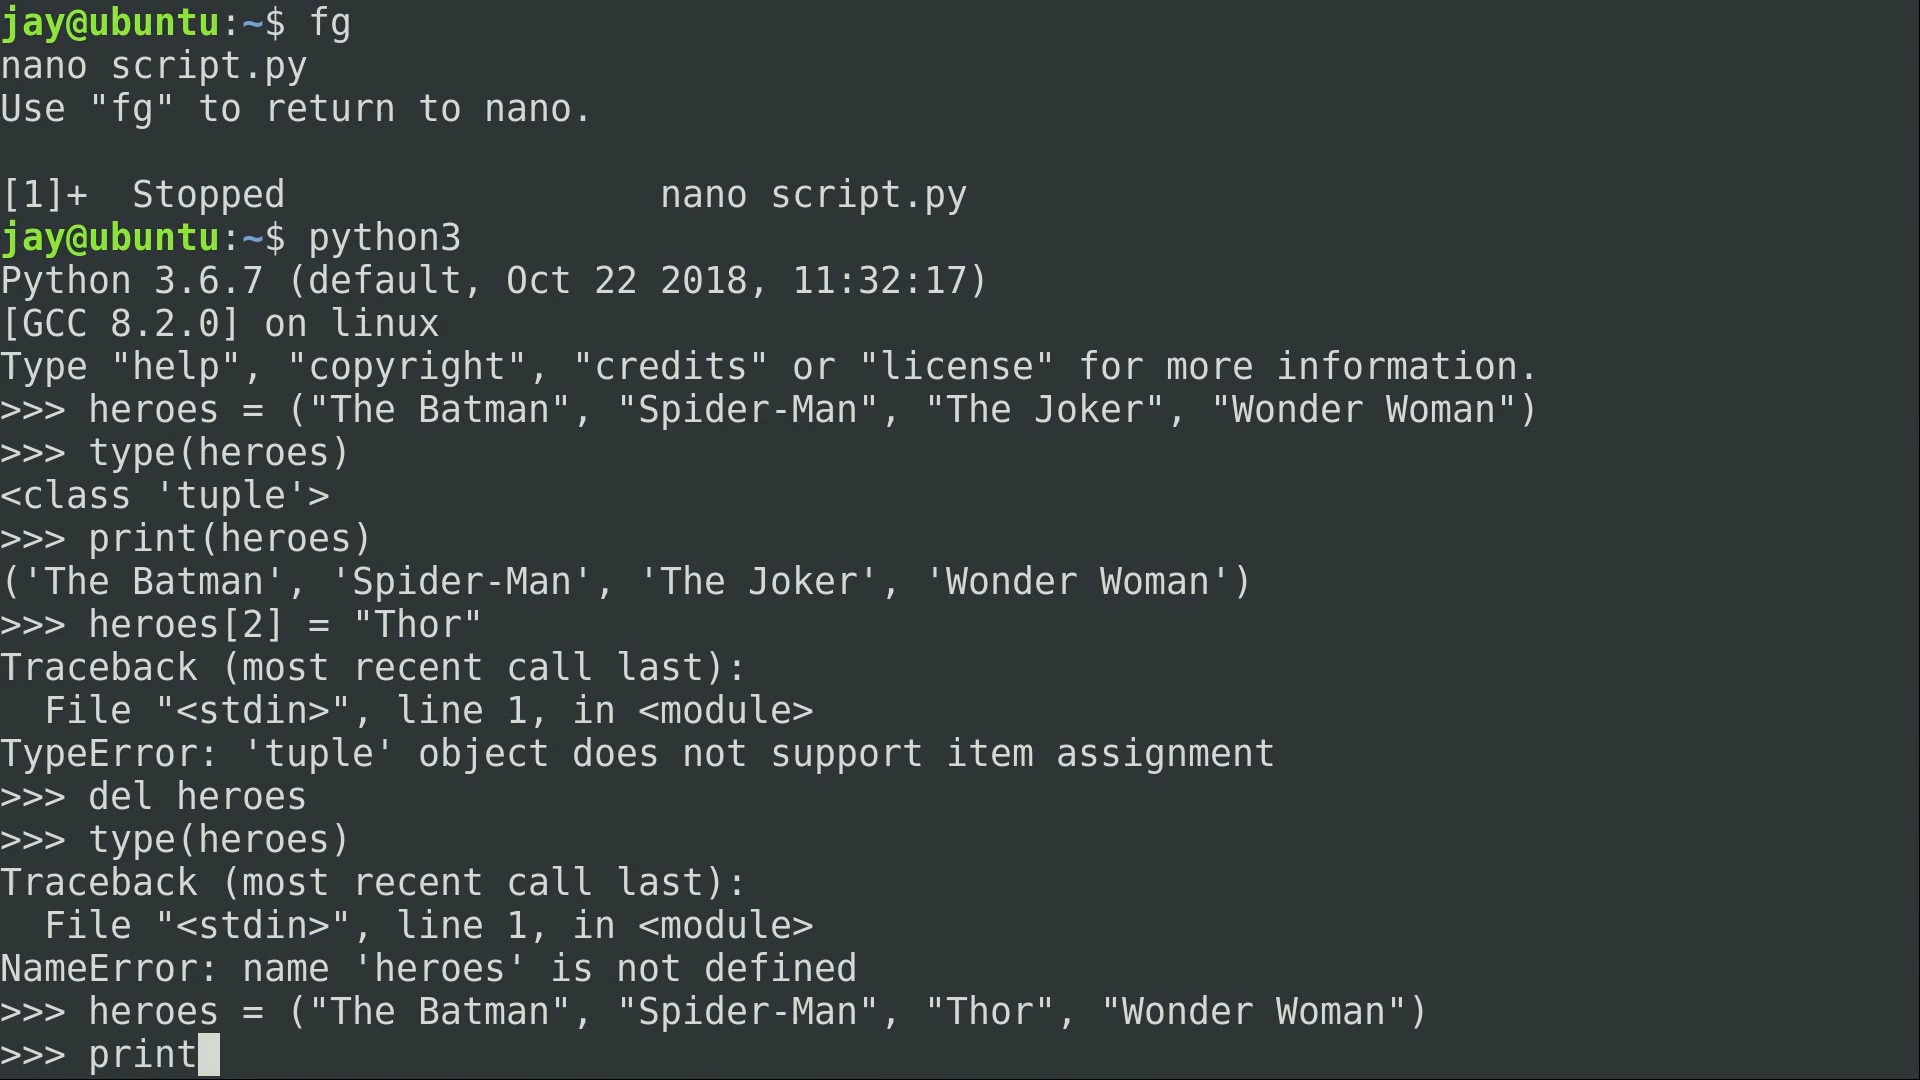 jay@ubuntu:~$ fg
nano script.py
Use "fg" to return to nano.
[1]+  Stopped                 nano script.py
jay@ubuntu:~$ python3
Python 3.6.7 (default, Oct 22 2018, 11:32:17)
[GCC 8.2.0] on linux
Type "help", "copyright", "credits" or "license" for more information.
>>> heroes = ("The Batman", "Spider-Man", "The Joker", "Wonder Woman")
>>> type(heroes)
<class 'tuple'>
>>> print(heroes)
('The Batman', 'Spider-Man', 'The Joker', 'Wonder Woman')
>>> heroes[2] = "Thor"
Traceback (most recent call last):
  File "<stdin>", line 1, in <module>
TypeError: 'tuple' object does not support item assignment
>>> del heroes
>>> type(heroes)
Traceback (most recent call last):
  File "<stdin>", line 1, in <module>
NameError: name 'heroes' is not defined
>>> heroes = ("The Batman", "Spider-Man", "Thor", "Wonder Woman")
>>> print